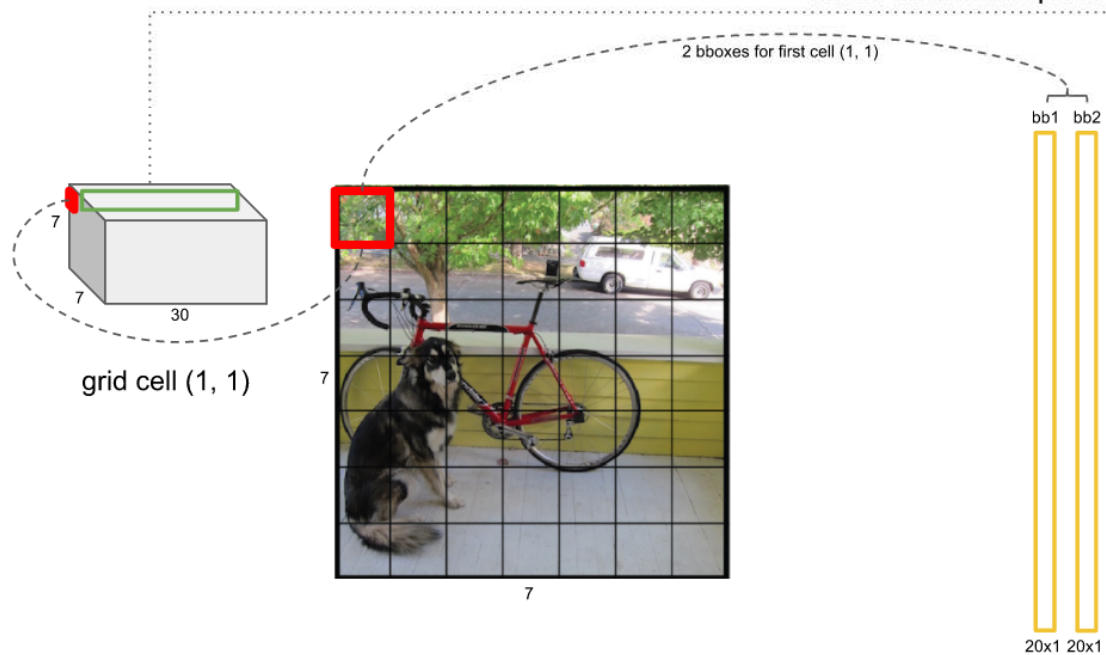 2 bboxes for first cell (1, 1)
bb1 bb2
7
7
30
grid cell (1, 1)
7
7
20x1 20x1